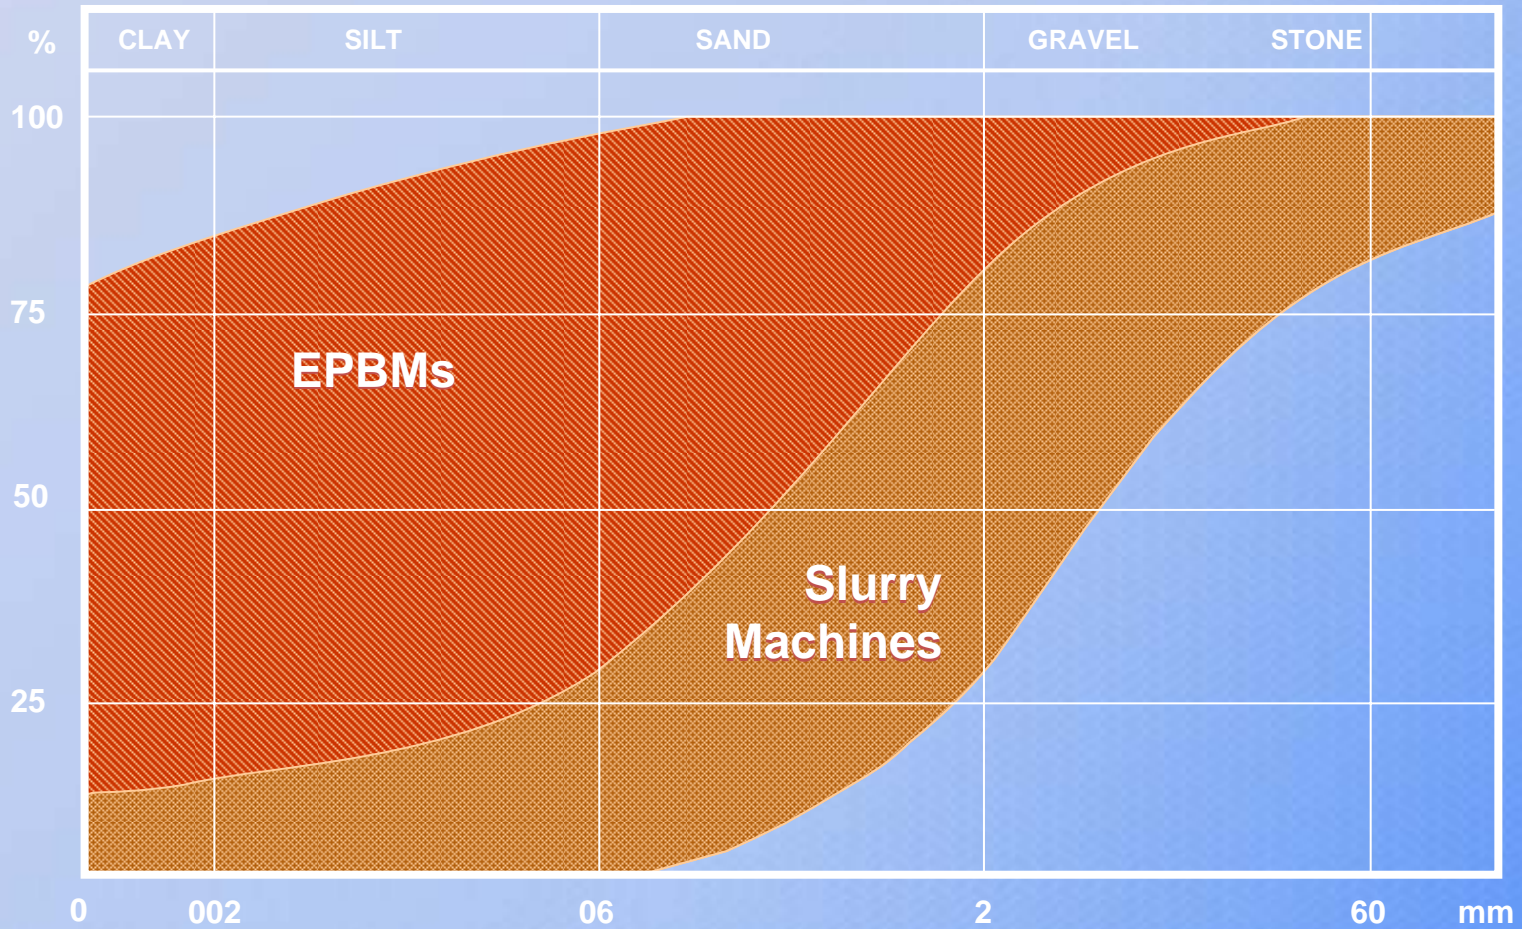 % CLAY SILT SAND GRAVEL STONE
100
75
EPBMs
50
Slurry
Machines
25
0 002 06 2 60 mm